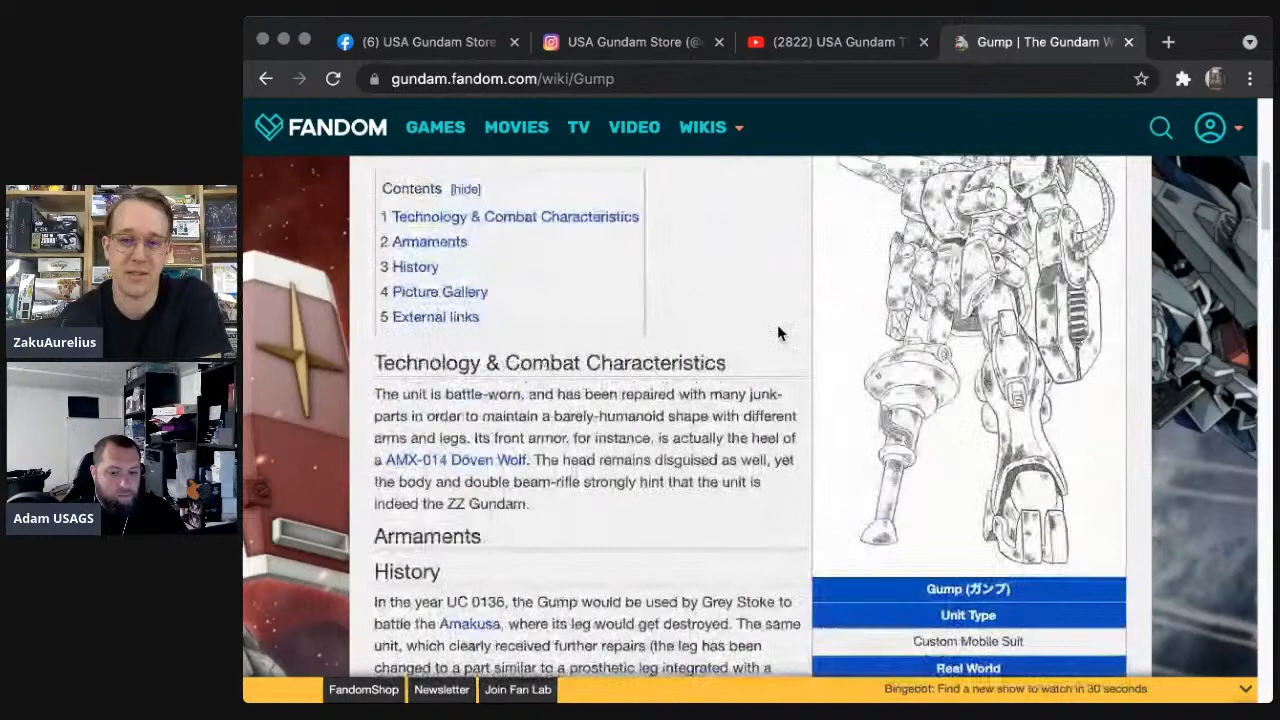 (6) USA Gundam Store
USA Gundam Store (@
(2822) USA Gundam T
Gump | The Gundam W
gundam.fandom.com/wiki/Gump
FANDOM
GAMES
MOVIES
TV
VIDEO
WIKIS
Contents [hide]
1 Technology & Combat Characteristics
2 Armaments
3 History
4 Picture Gallery
5 External links
Technology & Combat Characteristics
The unit is battle-worn, and has been repaired with many junk-
parts in order to maintain a barely-humanoid shape with different
arms and legs. Its front armor, for instance, is actually the heel of
a AMX-014 Döven Wolf. The head remains disguised as well, yet
the body and double beam-rifle strongly hint that the unit is
indeed the ZZ Gundam.
Armaments
History
In the year UC 0136, the Gump would be used by Grey Stoke to
battle the Amakusa, where its leg would get destroyed. The same
unit, which clearly received further repairs (the leg has been
changed to a part similar to a prosthetic leg integrated with a
Gump (ガンプ)
Unit Type
Custom Mobile Suit
Real World
FandomShop
Newsletter
Join Fan Lab
Bingebot: Find a new show to watch in 30 seconds
ZakuAurelius
Adam USAGS